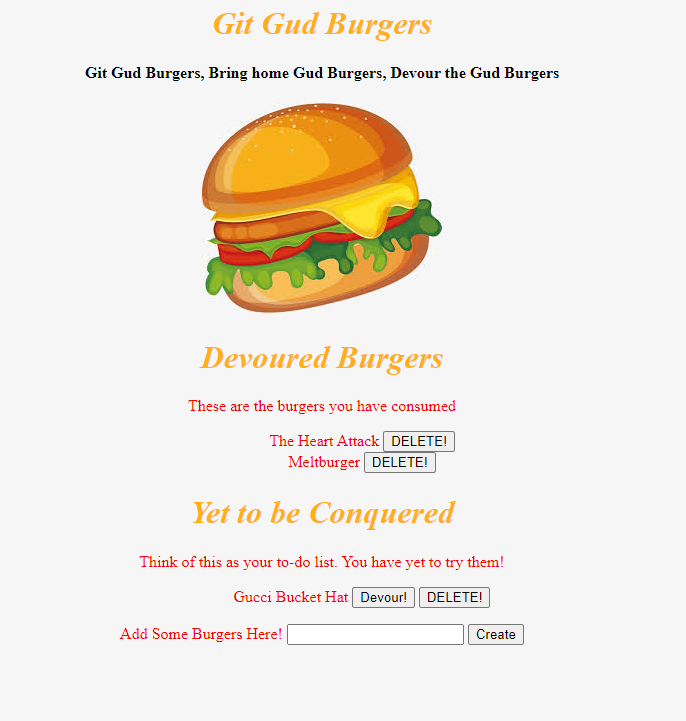 Git Gud Burgers
Git Gud Burgers, Bring home Gud Burgers, Devour the Gud Burgers
Devoured Burgers
These are the burgers you have consumed
The Heart Attack DELETE!
Meltburger DELETE!
Yet to be Conquered
Think of this as your to-do list. You have yet to try them!
Gucci Bucket Hat Devour! DELETE!
Add Some Burgers Here! Create